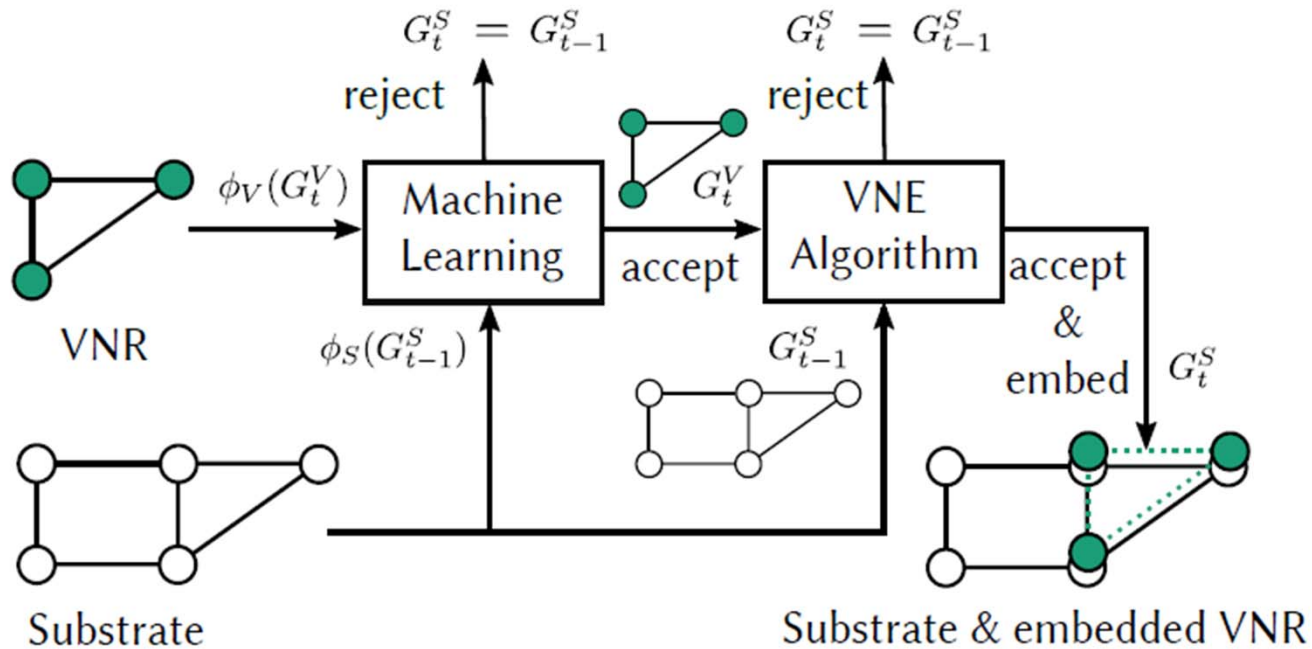 G_t^S = G_{t-1}^S
G_t^S = G_{t-1}^S
reject
reject
ϕ_V(G_t^V)
Machine
Learning
G_t^V
accept
VNE
Algorithm
accept
&
embed
VNR
ϕ_S(G_{t-1}^S)
G_{t-1}^S
G_t^S
Substrate
Substrate & embedded VNR